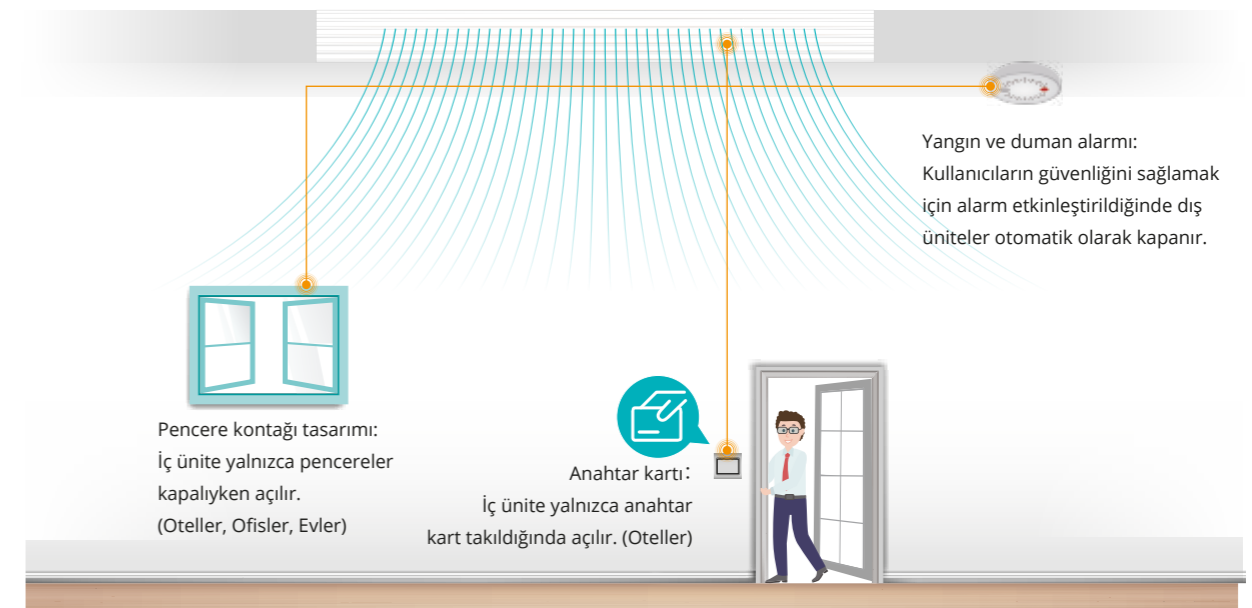 Yangın ve duman alarmı:
Kullanıcıların güvenliğini sağlamak
için alarm etkinleştirildiğinde dış
üniteler otomatik olarak kapanır.
Pencere kontağı tasarımı:
İç ünite yalnızca pencereler
kapalıyken açılır.
(Oteller, Ofisler, Evler)
Anahtar kartı：
İç ünite yalnızca anahtar
kart takıldığında açılır. (Oteller)